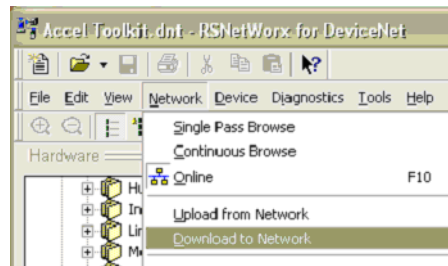 Accel Toolkit.dnt - RSNetWorx for DeviceNet
File Edit View Network Device Diagnostics Tools Help
Hardware
Single Pass Browse
Continuous Browse
Online F10
Upload from Network
Download to Network